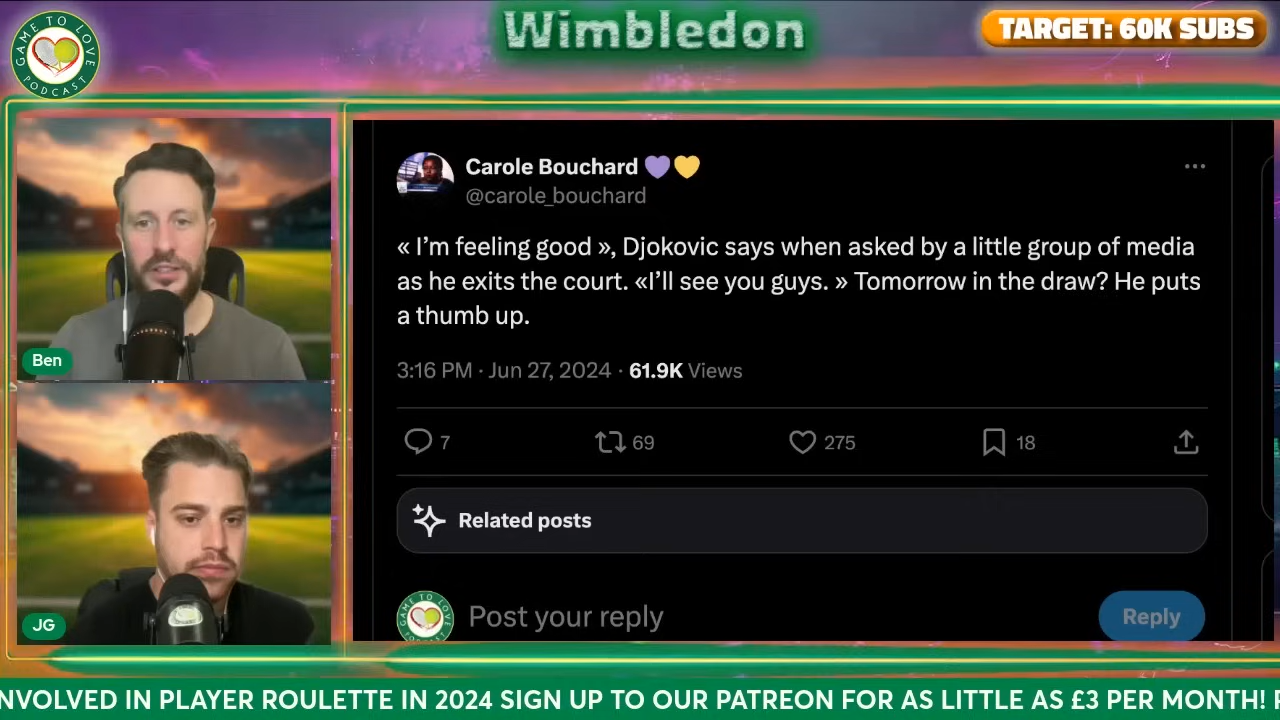 GAME TO LOVE
PODCAST
Wimbledon
TARGET: 60K SUBS
Ben
JG
Carole Bouchard 💜💛
@carole_bouchard
« I’m feeling good », Djokovic says when asked by a little group of media
as he exits the court. «I’ll see you guys. » Tomorrow in the draw? He puts
a thumb up.
3:16 PM · Jun 27, 2024 · 61.9K Views
7 69 275 18
Related posts
GAME TO LOVE
Post your reply
Reply
NVOLVED IN PLAYER ROULETTE IN 2024 SIGN UP TO OUR PATREON FOR AS LITTLE AS £3 PER MONTH!